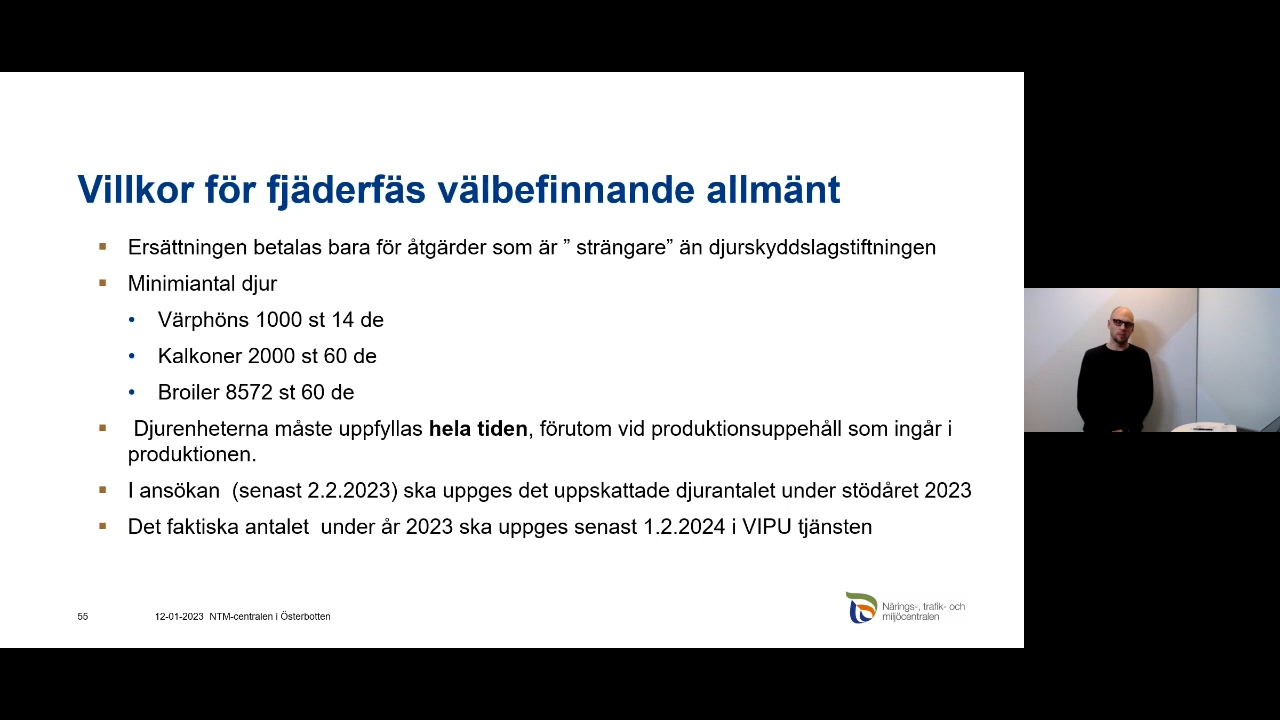 Villkor för fjäderfäs välbefinnande allmänt
Ersättningen betalas bara för åtgärder som är ” strängare” än djurskyddslagstiftningen
Minimiantal djur
Värphöns 1000 st 14 de
Kalkoner 2000 st 60 de
Broiler 8572 st 60 de
Djurenheterna måste uppfyllas hela tiden, förutom vid produktionsuppehåll som ingår i
produktionen.
I ansökan (senast 2.2.2023) ska uppges det uppskattade djurantalet under stödåret 2023
Det faktiska antalet under år 2023 ska uppges senast 1.2.2024 i VIPU tjänsten
55
12-01-2023 NTM-centralen i Österbotten
Närings-, trafik- och
miljöcentralen